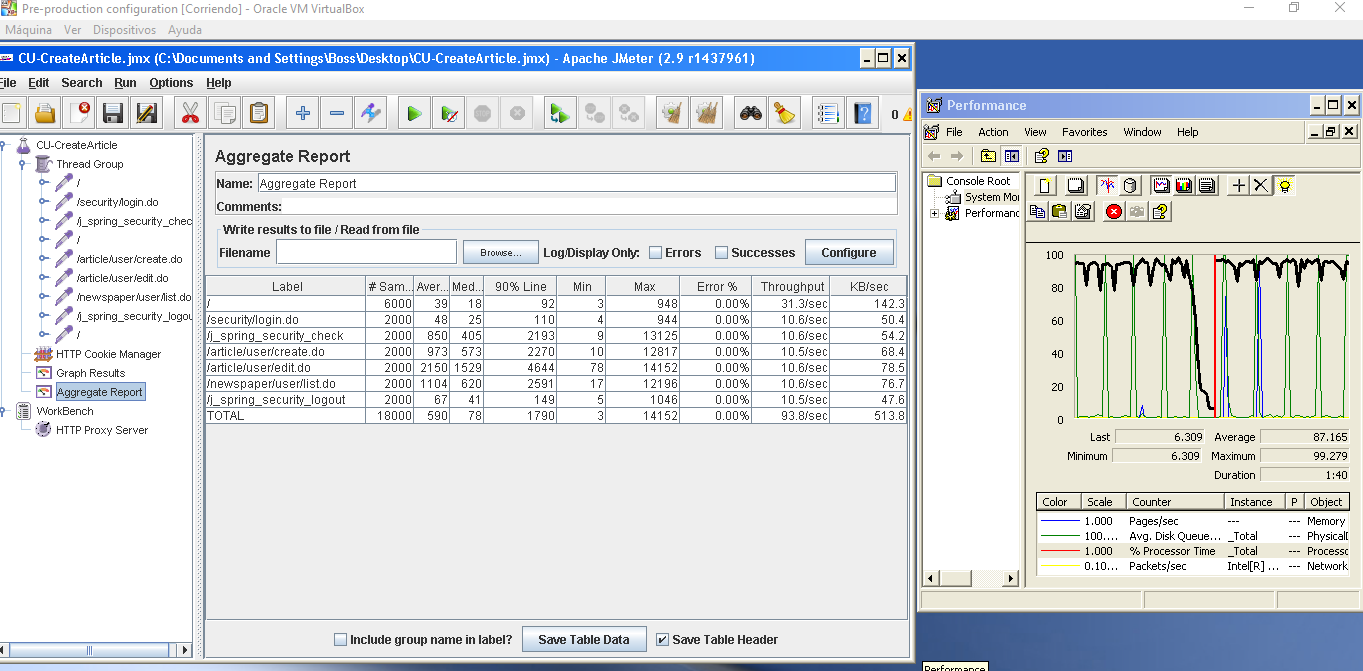 Pre-production configuration [Corriendo] - Oracle VM VirtualBox
Máquina Ver Dispositivos Ayuda
CU-CreateArticle.jmx (C:\Documents and Settings\Boss\Desktop\CU-CreateArticle.jmx) - Apache JMeter (2.9 r1437961)
File Edit Search Run Options Help
0
CU-CreateArticle
Thread Group
/
/security/login.do
/j_spring_security_chec
/
/article/user/create.do
/article/user/edit.do
/newspaper/user/list.do
/j_spring_security_logou
/
HTTP Cookie Manager
Graph Results
Aggregate Report
WorkBench
HTTP Proxy Server
Aggregate Report
Name: Aggregate Report
Comments:
Write results to file / Read from file
Filename Browse... Log/Display Only: Errors Successes Configure
Label # Sam... Aver... Med... 90% Line Min Max Error % Throughput KB/sec
/ 6000 39 18 92 3 948 0.00% 31.3/sec 142.3
/security/login.do 2000 48 25 110 4 944 0.00% 10.6/sec 50.4
/j_spring_security_check 2000 850 405 2193 9 13125 0.00% 10.6/sec 54.2
/article/user/create.do 2000 973 573 2270 10 12817 0.00% 10.5/sec 68.4
/article/user/edit.do 2000 2150 1529 4644 78 14152 0.00% 10.6/sec 78.5
/newspaper/user/list.do 2000 1104 620 2591 17 12196 0.00% 10.6/sec 76.7
/j_spring_security_logout 2000 67 41 149 5 1046 0.00% 10.5/sec 47.6
TOTAL 18000 590 78 1790 3 14152 0.00% 93.8/sec 513.8
Include group name in label? Save Table Data Save Table Header
Performance
File Action View Favorites Window Help
Console Root
System Mo
Performanc
100
80
60
40
20
0
Last 6.309 Average 87.165
Minimum 6.309 Maximum 99.279
Duration 1:40
Color Scale Counter Instance P Object
1.000 Pages/sec --- --- Memory
100.... Avg. Disk Queue... _Total --- Physical
1.000 % Processor Time _Total --- Processo
0.10... Packets/sec Intel[R] ... --- Network
Performance